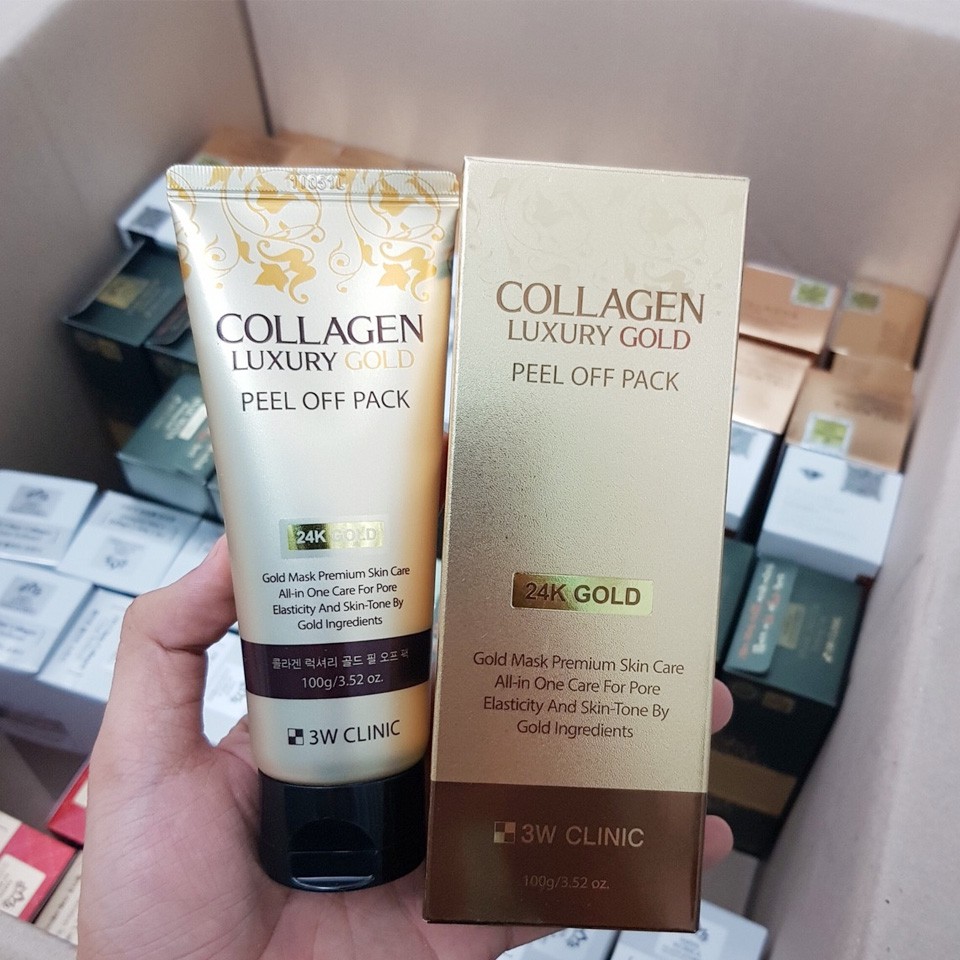 COLLAGEN
LUXURY GOLD
PEEL OFF PACK
24K GOLD
Gold Mask Premium Skin Care
All-in One Care For Pore
Elasticity And Skin-Tone By
Gold Ingredients
콜라겐 럭셔리 골드 필 오프 팩
100g/3.52 oz.
3W CLINIC
COLLAGEN
LUXURY GOLD
PEEL OFF PACK
24K GOLD
Gold Mask Premium Skin Care
All-in One Care For Pore
Elasticity And Skin-Tone By
Gold Ingredients
3W CLINIC
100g/3.52 oz.